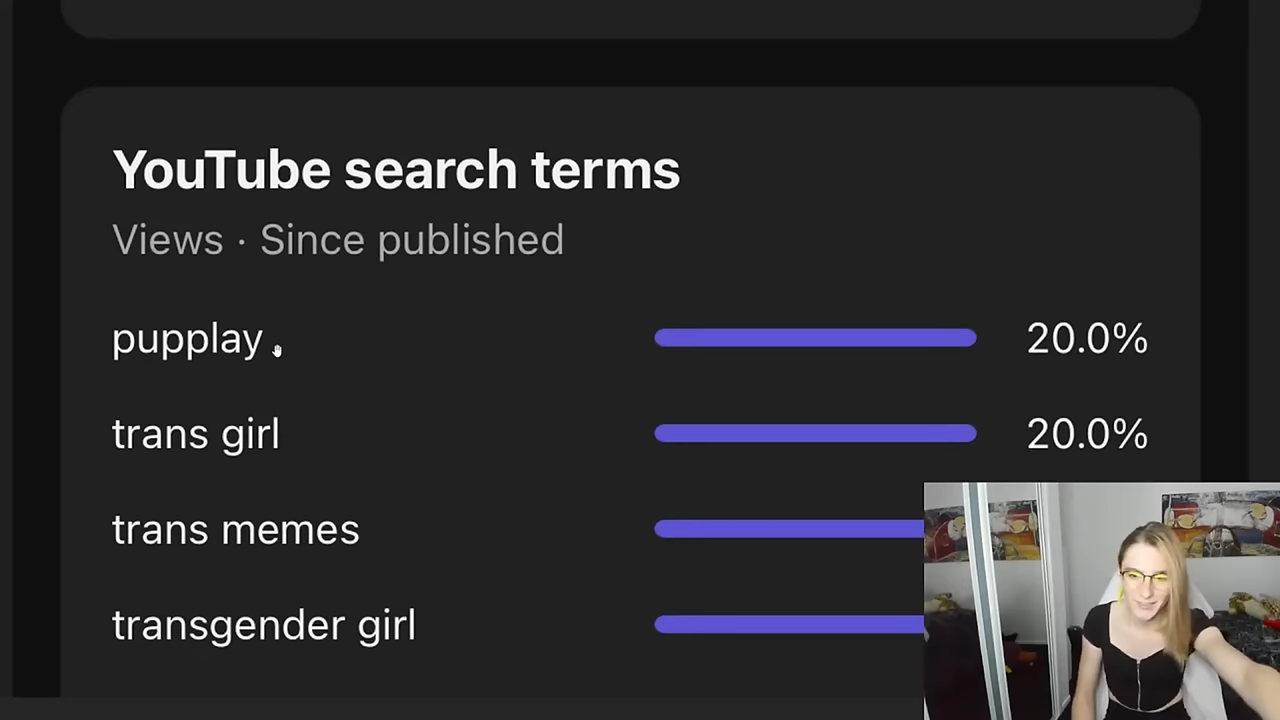 YouTube search terms
Views · Since published
pupplay 20.0%
trans girl 20.0%
trans memes
transgender girl